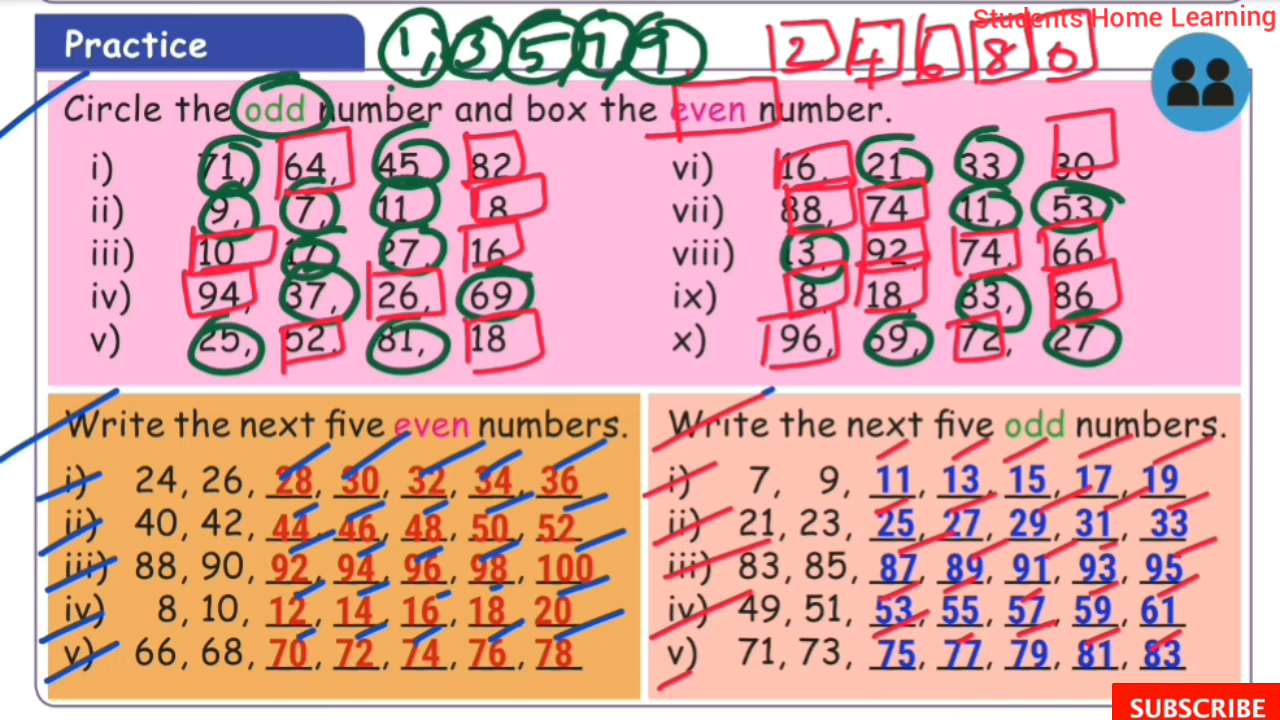 Students Home Learning
Practice
1, 3 5 7 9 2 4 6 8 0
Circle the odd number and box the even number.
i) 71, 64, 45, 82
ii) 9, 7, 11, 8
iii) 10 17 27, 16
iv) 94, 37, 26, 69
v) 25, 52, 81, 18
vi) 16, 21, 33, 30
vii) 88, 74 11, 53
viii) 13, 92, 74, 66
ix) 8, 18, 83, 86
x) 96, 59, 72, 27
Write the next five even numbers.
i) 24, 26, 28, 30, 32, 34, 36
ii) 40, 42, 44, 46, 48, 50, 52
iii) 88, 90, 92, 94, 96, 98, 100
iv) 8, 10, 12, 14, 16, 18, 20
v) 66, 68, 70, 72, 74, 76, 78
Write the next five odd numbers.
i) 7, 9, 11, 13, 15, 17, 19
ii) 21, 23, 25, 27, 29, 31, 33
iii) 83, 85, 87, 89, 91, 93, 95
iv) 49, 51, 53, 55, 57, 59, 61
v) 71, 73, 75, 77, 79, 81, 83
SUBSCRIBE